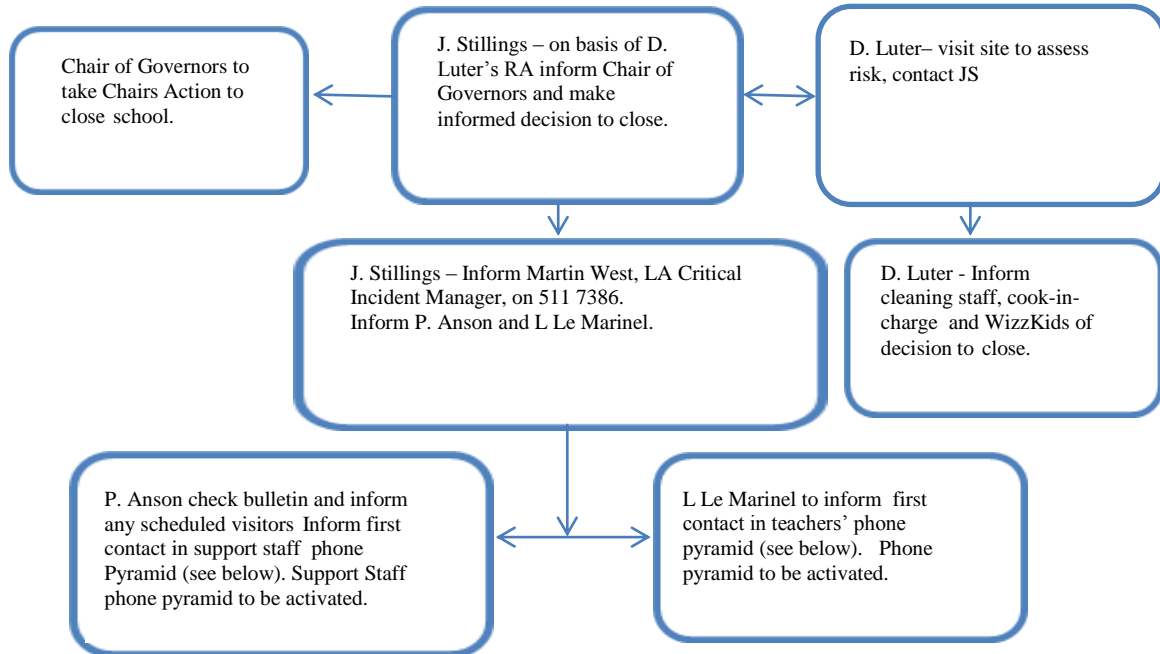 Chair of Governors to
take Chairs Action to
close school.
J. Stillings – on basis of D.
Luter’s RA inform Chair of
Governors and make
informed decision to close.
D. Luter– visit site to assess
risk, contact JS
J. Stillings – Inform Martin West, LA Critical
Incident Manager, on 511 7386.
Inform P. Anson and L Le Marinel.
D. Luter - Inform
cleaning staff, cook-in-
charge and WizzKids of
decision to close.
P. Anson check bulletin and inform
any scheduled visitors Inform first
contact in support staff phone
Pyramid (see below). Support Staff
phone pyramid to be activated.
L Le Marinel to inform first
contact in teachers’ phone
pyramid (see below). Phone
pyramid to be activated.